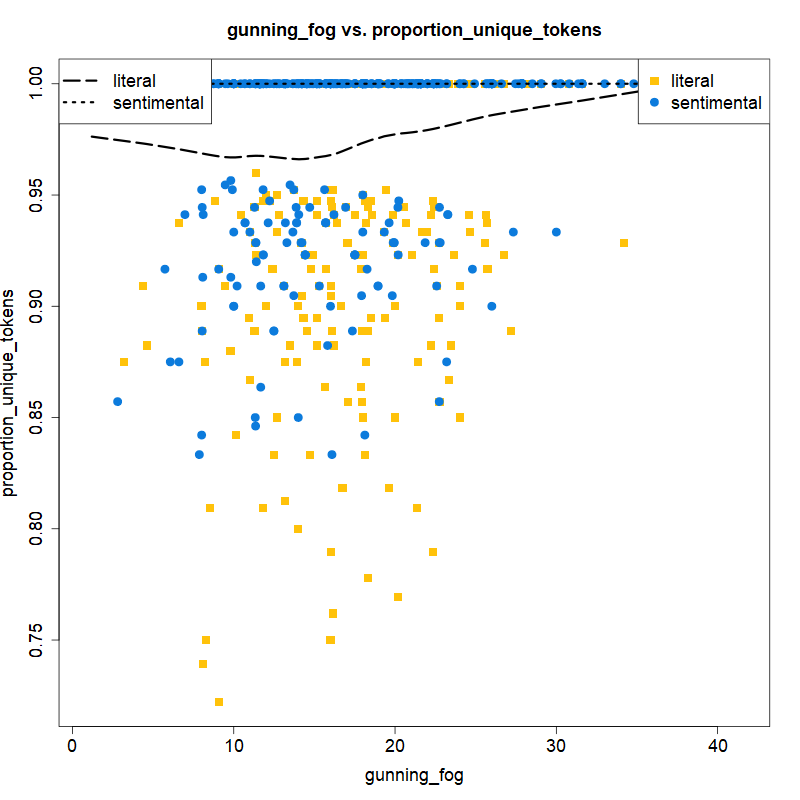 gunning_fog vs. proportion_unique_tokens
literal
sentimental
literal
sentimental
proportion_unique_tokens
1.00
0.95
0.90
0.85
0.80
0.75
0 10 20 30 40
gunning_fog